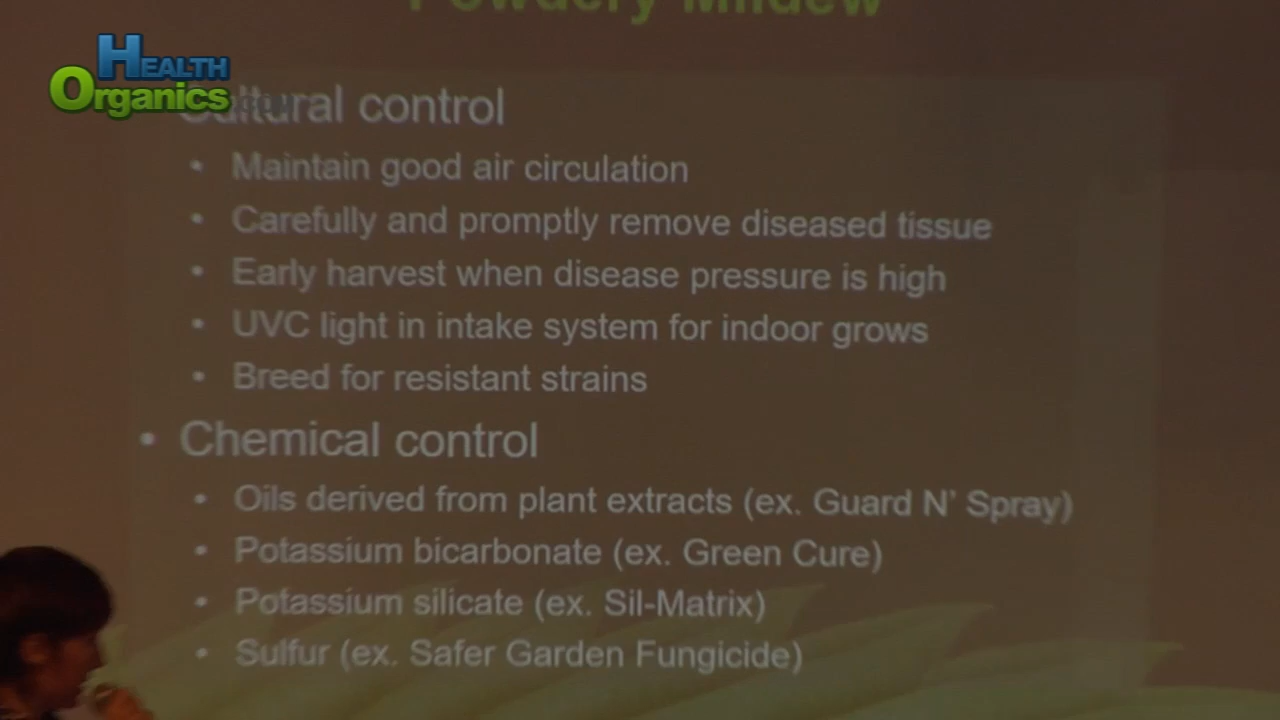 Powdery Mildew
HEALTH
Organics
Cultural control
• Maintain good air circulation
• Carefully and promptly remove diseased tissue
• Early harvest when disease pressure is high
• UVC light in intake system for indoor grows
• Breed for resistant strains
• Chemical control
• Oils derived from plant extracts (ex. Guard N' Spray)
• Potassium bicarbonate (ex. Green Cure)
• Potassium silicate (ex. Sil-Matrix)
• Sulfur (ex. Safer Garden Fungicide)